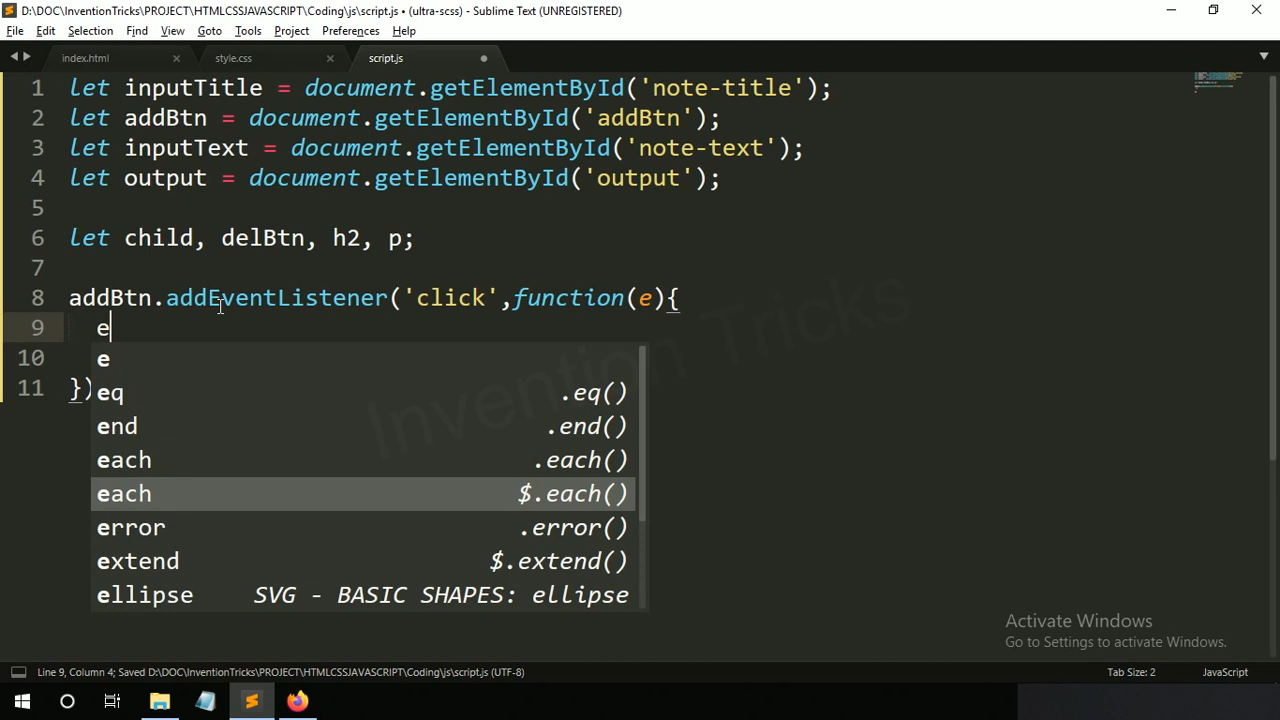 D:\DOC\InventionTricks\PROJECT\HTMLCSSJAVASCRIPT\Coding\js\script.js • (ultra-scss) - Sublime Text (UNREGISTERED)
File Edit Selection Find View Goto Tools Project Preferences Help
index.html style.css script.js
1 let inputTitle = document.getElementById('note-title');
2 let addBtn = document.getElementById('addBtn');
3 let inputText = document.getElementById('note-text');
4 let output = document.getElementById('output');
5
6 let child, delBtn, h2, p;
7
8 addBtn.addEventListener('click',function(e){
9 e
10 e
eq .eq()
11 })
end .end()
each .each()
each $.each()
error .error()
extend $.extend()
ellipse SVG - BASIC SHAPES: ellipse
Invention Tricks
Activate Windows
Go to Settings to activate Windows.
Line 9, Column 4; Saved D:\DOC\InventionTricks\PROJECT\HTMLCSSJAVASCRIPT\Coding\js\script.js (UTF-8) Tab Size: 2 JavaScript